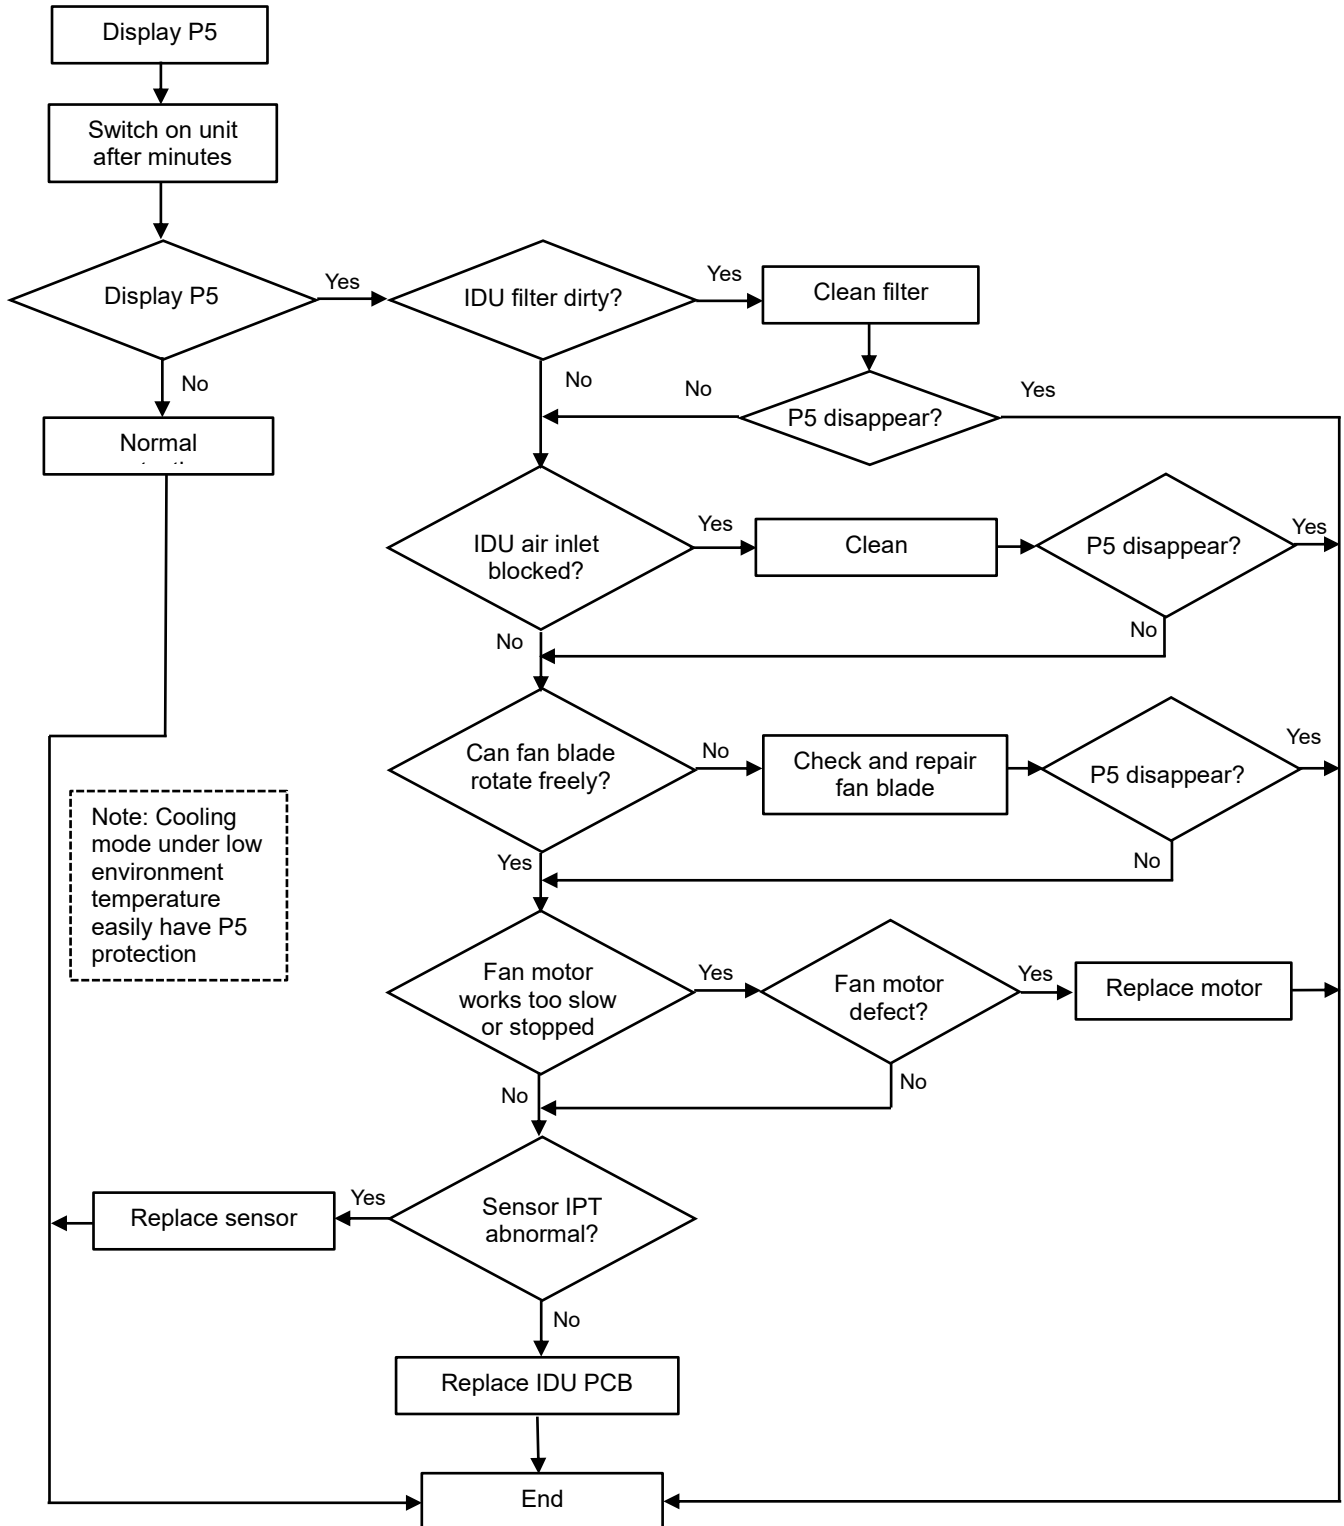 Display P5
Switch on unit
after minutes
Display P5
Yes
IDU filter dirty?
Yes
Clean filter
No
No
No
Yes
P5 disappear?
Normal
IDU air inlet
blocked?
Yes
Clean
P5 disappear?
Yes
No
No
Can fan blade
rotate freely?
No
Check and repair
fan blade
P5 disappear?
Yes
Yes
No
Note: Cooling
mode under low
environment
temperature
easily have P5
protection
Fan motor
works too slow
or stopped
Yes
Fan motor
defect?
Yes
Replace motor
No
No
Sensor IPT
abnormal?
Yes
Replace sensor
No
Replace IDU PCB
End